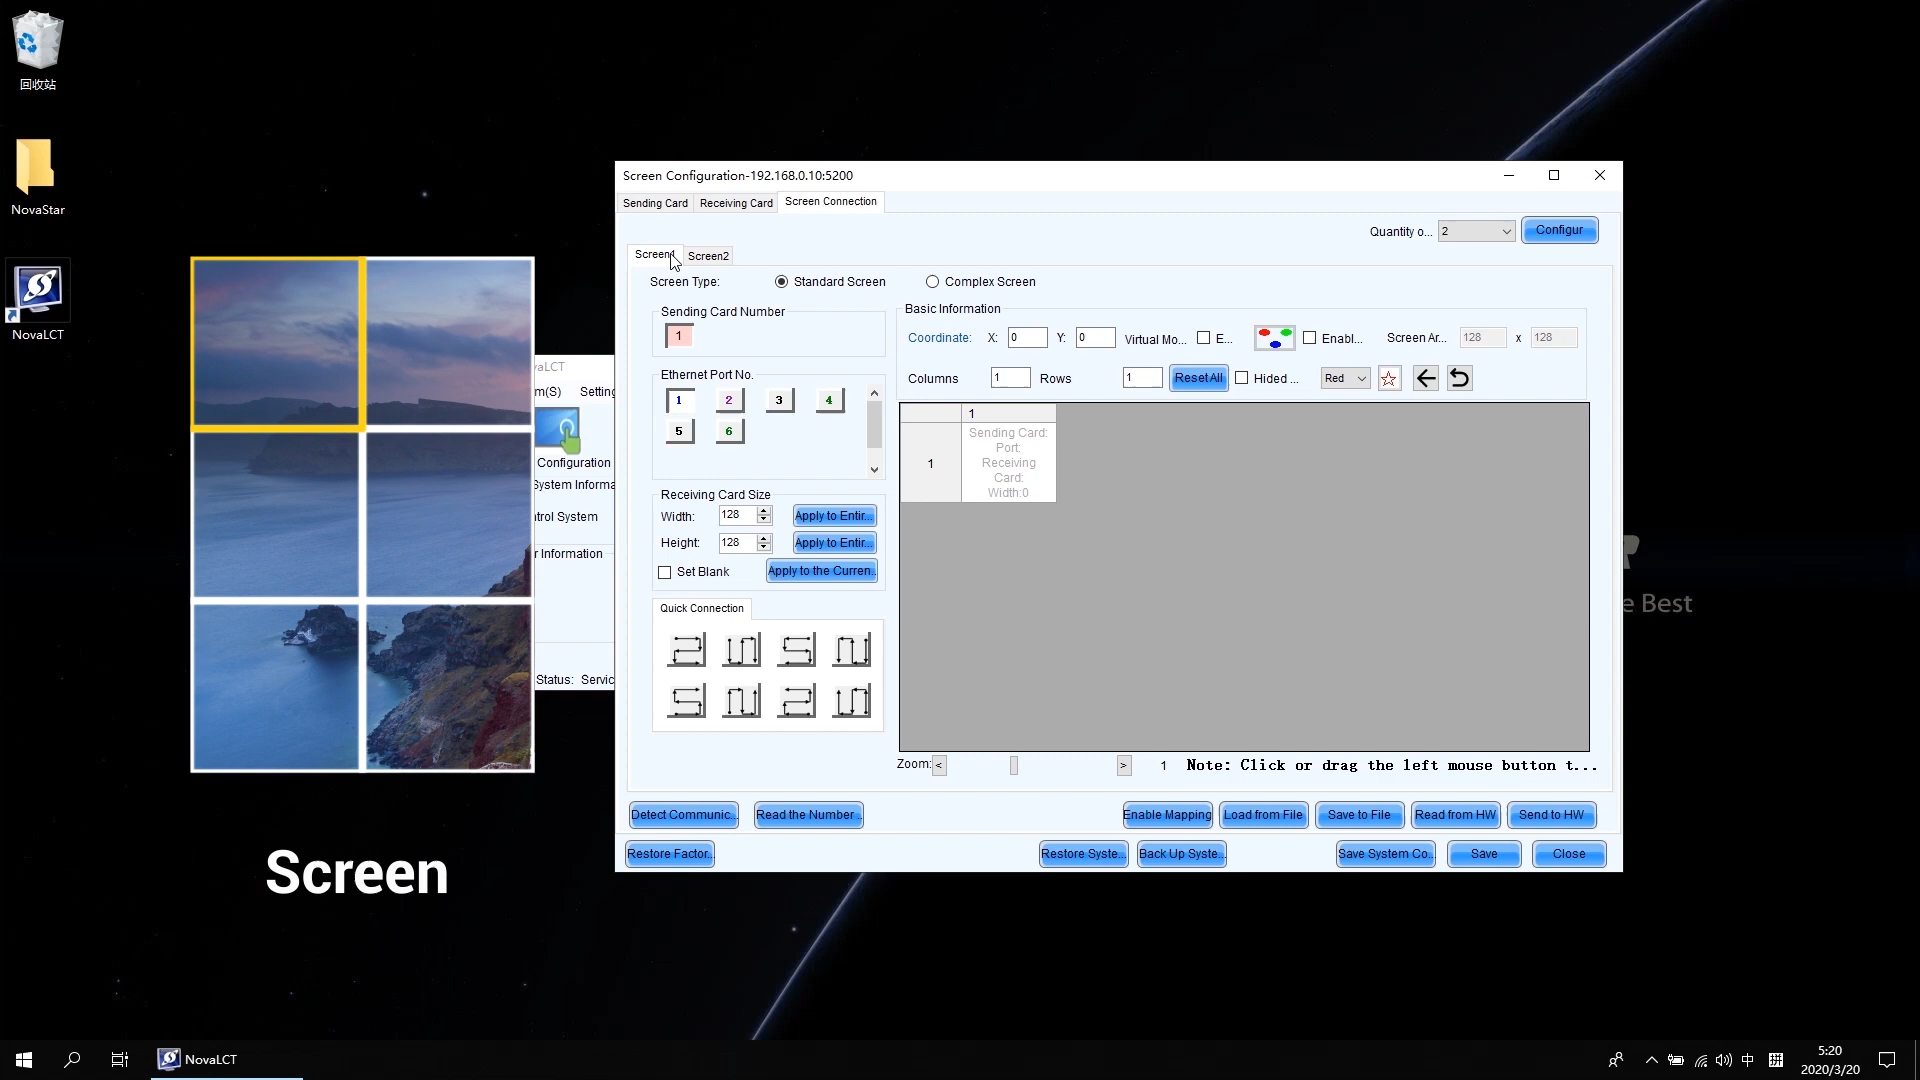 回收站
NovaStar
NovaLCT
Screen
Screen Configuration-192.168.0.10:5200
Sending Card
Receiving Card
Screen Connection
Quantity o...
2
Configur
Screen1
Screen2
Screen Type:
Standard Screen
Complex Screen
Sending Card Number
1
Ethernet Port No.
1 2 3 4
5 6
Receiving Card Size
Width: 128 Apply to Entir...
Height: 128 Apply to Entir...
Set Blank Apply to the Curren...
Quick Connection
Basic Information
Coordinate: X: 0 Y: 0 Virtual Mo... E... Enabl... Screen Ar... 128 x 128
Columns 1 Rows 1 Reset All Hided ... Red
1
1
Sending Card:
Port:
Receiving
Card:
Width:0
Zoom: < > 1 Note: Click or drag the left mouse button t...
Detect Communic... Read the Number ... Enable Mapping Load from File Save to File Read from HW Send to HW
Restore Factor... Restore Syste... Back Up Syste... Save System Co... Save Close
aLCT
m(S) Setting
Configuration
System Informa
trol System
r Information
Status: Servic
e Best
NovaLCT
中
拼
5:20
2020/3/20